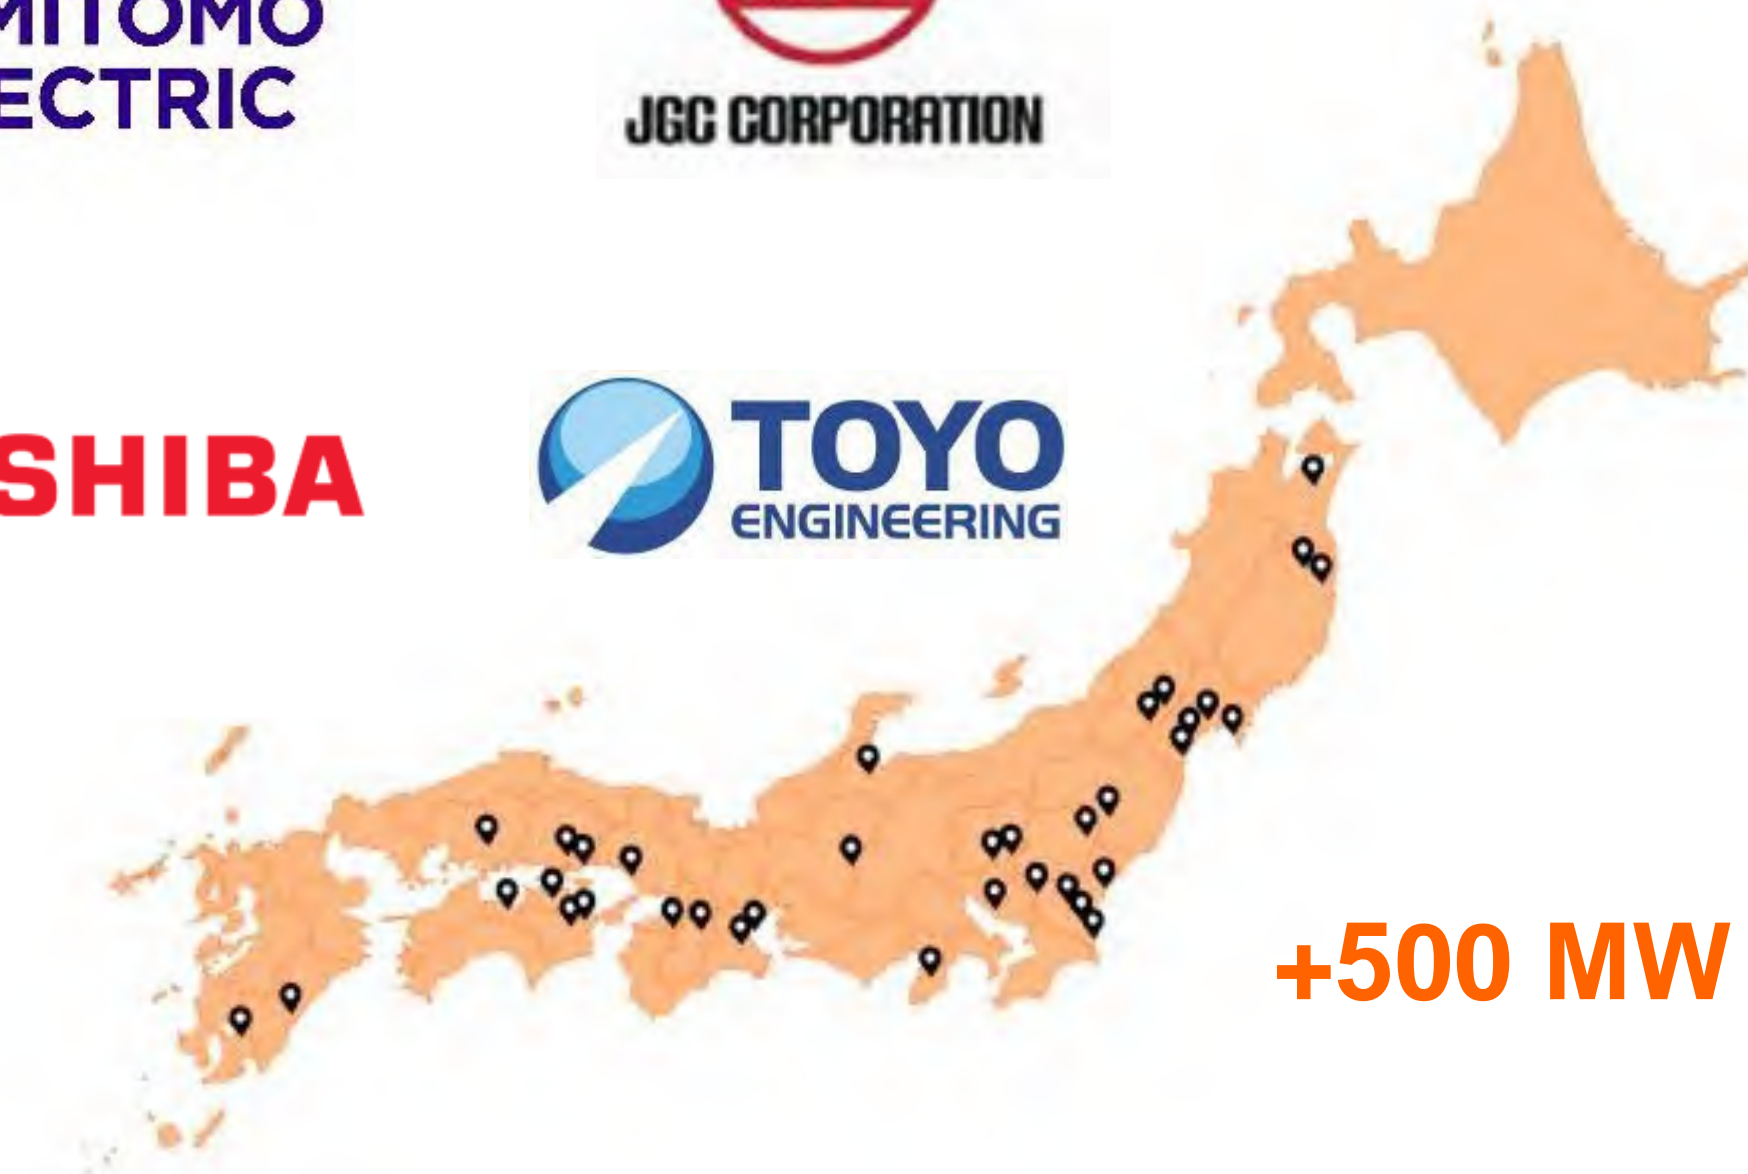 MITOMO
ECTRIC
JGC CORPORATION
SHIBA
TOYO
ENGINEERING
+500 MW